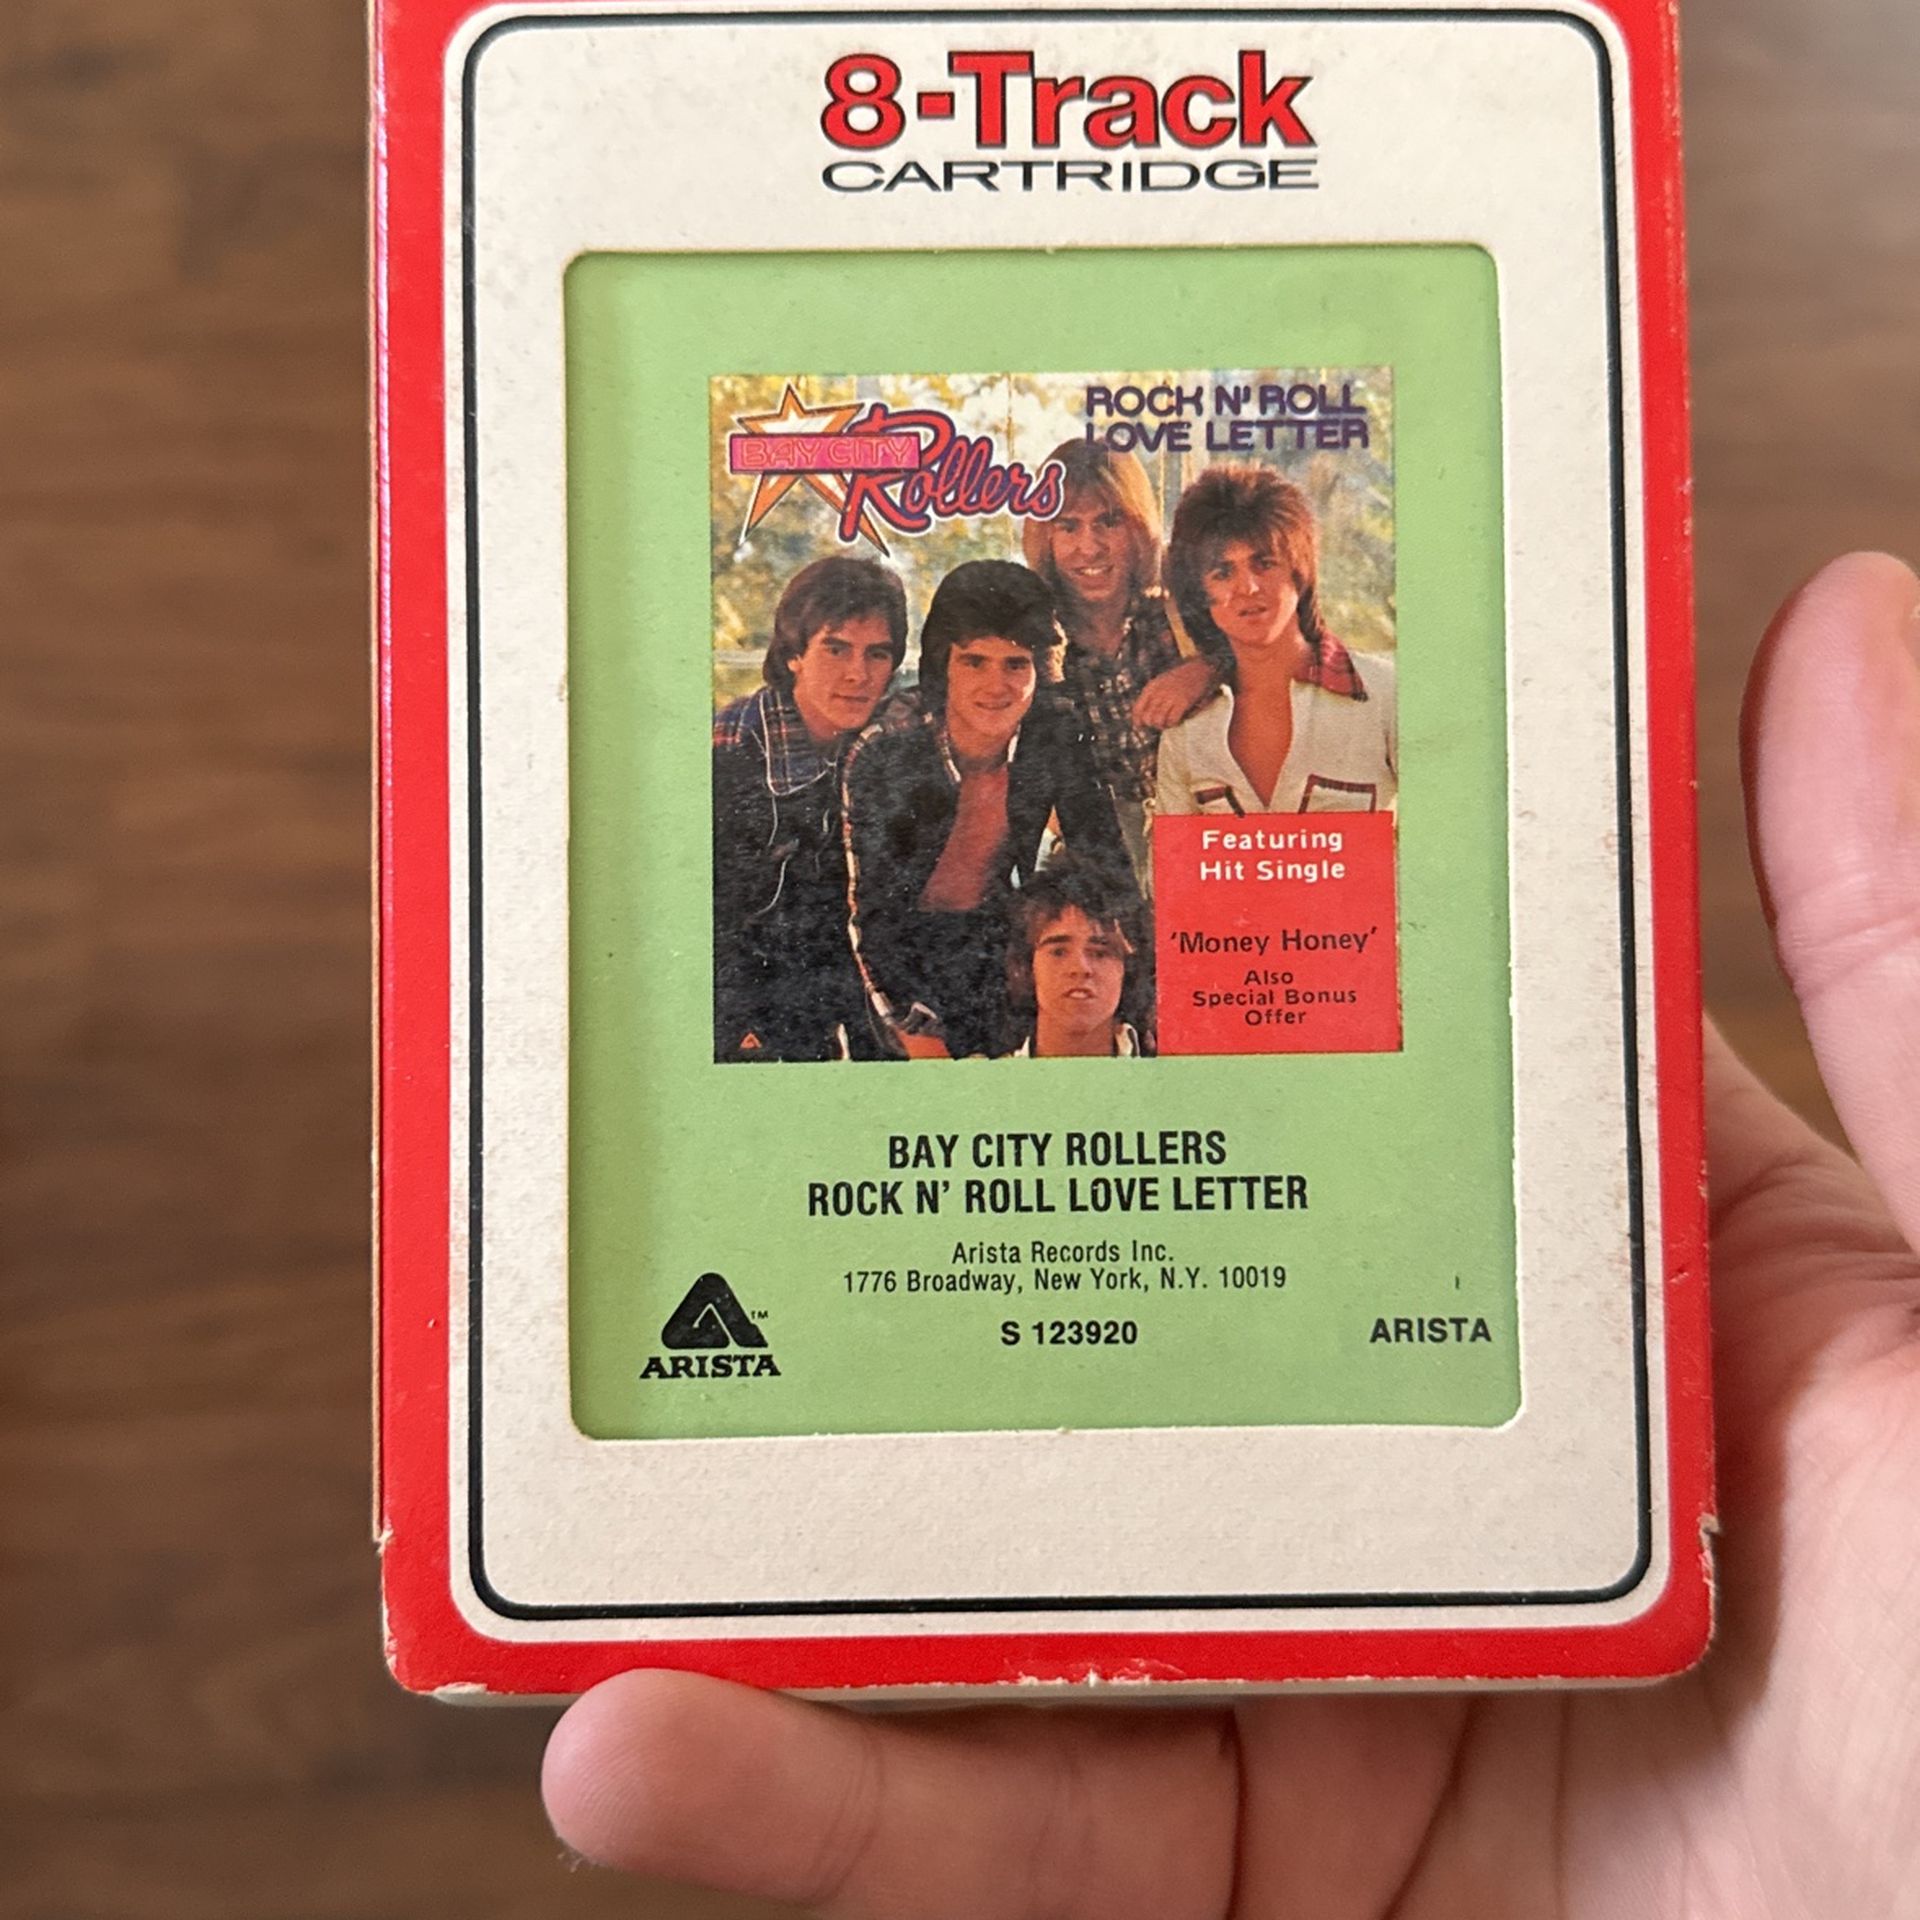 8-Track
CARTRIDGE
BAY CITY
Rollers
ROCK N' ROLL
LOVE LETTER
Featuring
Hit Single
'Money Honey'
Also
Special Bonus
Offer
BAY CITY ROLLERS
ROCK N' ROLL LOVE LETTER
Arista Records Inc.
1776 Broadway, New York, N.Y. 10019
S 123920
ARISTA
TM
ARISTA